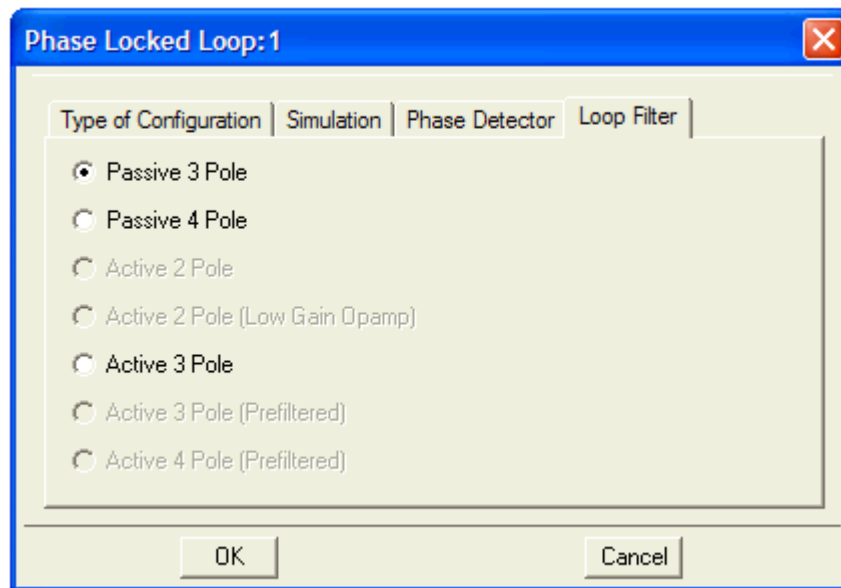 Phase Locked Loop:1
Type of Configuration Simulation Phase Detector Loop Filter
Passive 3 Pole
Passive 4 Pole
Active 2 Pole
Active 2 Pole (Low Gain Opamp)
Active 3 Pole
Active 3 Pole (Prefiltered)
Active 4 Pole (Prefiltered)
OK Cancel